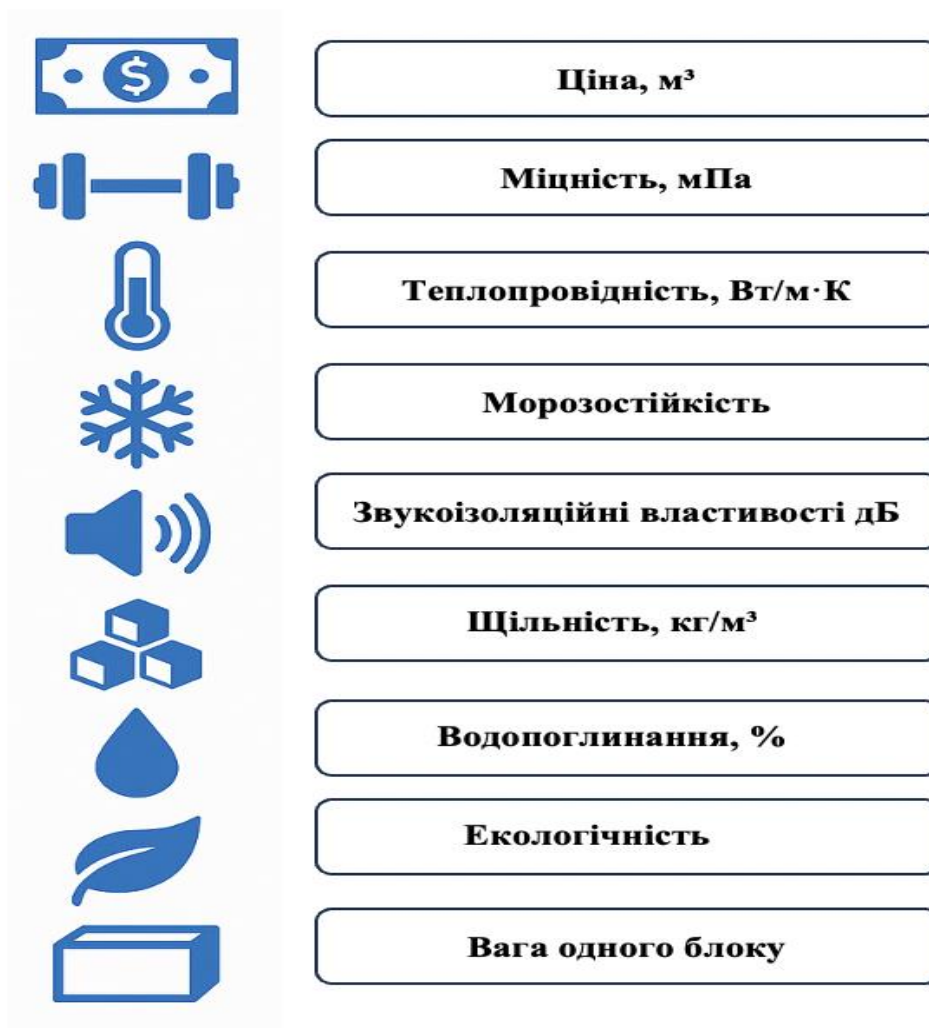 $
Ціна, м³
Міцність, мПа
Теплопровідність, Вт/м·К
Морозостійкість
Звукоізоляційні властивості дБ
Щільність, кг/м³
Водопоглинання, %
Екологічність
Вага одного блоку